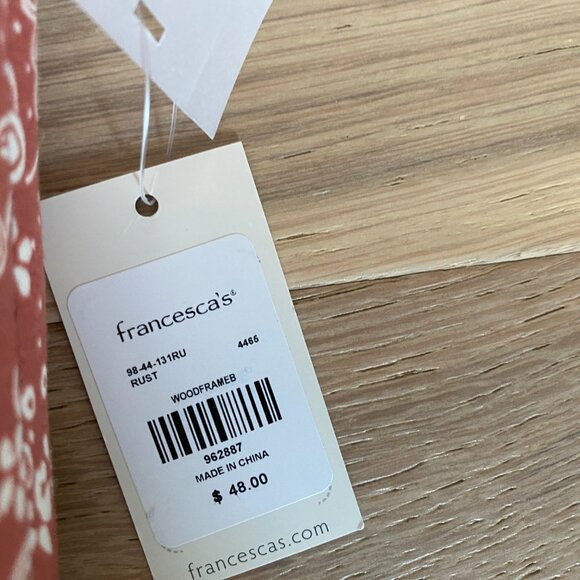 francesca's®
98-44-131RU 4465
RUST
WOODFRAMEB
962887
MADE IN CHINA
$ 48.00
francescas.com